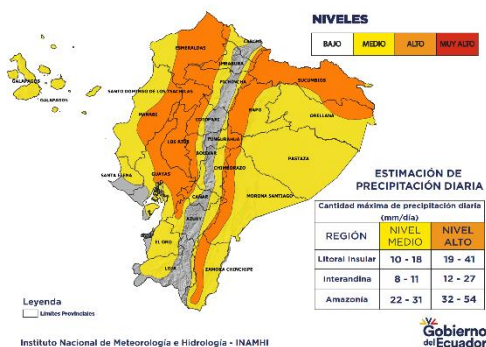 NIVELES
BAJO MEDIO ALTO MUY ALTO
CARCHI
ESMERALDAS
IMBABURA
SUCUMBIOS
PICHINCHA
GALAPAGOS
GALAPAGOS
SANTO DOMINGO DE LOS TSACHILAS
NAPO
ORELLANA
MANABI
COTOPAXI
LOS RIOS
TUNGURAHUA
BOLIVAR
PASTAZA
SANTA ELENA
GUAYAS
CHIMBORAZO
MORONA SANTIAGO
CAÑAR
AZUAY
EL ORO
LOJA
ZAMORA CHINCHIPE
ESTIMACIÓN DE
PRECIPITACIÓN DIARIA
Cantidad máxima de precipitación diaria
(mm/día)
REGIÓN NIVEL MEDIO NIVEL ALTO
Litoral Insular 10 - 18 19 - 41
Interandina 8 - 11 12 - 27
Amazonía 22 - 31 32 - 54
Leyenda
Límites Provinciales
Instituto Nacional de Meteorología e Hidrología - INAMHI
Gobierno
del Ecuador